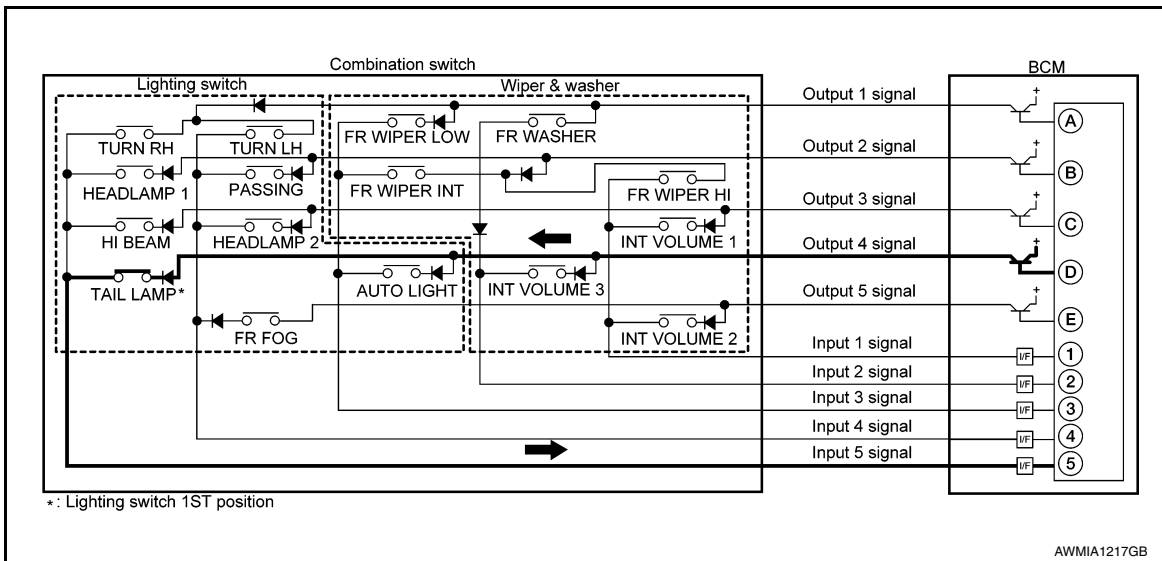 Combination switch
BCM
Lighting switch
Wiper & washer
Output 1 signal
+
A
TURN RH
TURN LH
FR WIPER LOW
FR WASHER
Output 2 signal
+
B
HEADLAMP 1
PASSING
FR WIPER INT
FR WIPER HI
Output 3 signal
+
C
HI BEAM
HEADLAMP 2
INT VOLUME 1
Output 4 signal
+
D
TAIL LAMP*
AUTO LIGHT
INT VOLUME 3
Output 5 signal
+
E
FR FOG
INT VOLUME 2
Input 1 signal
I/F
1
Input 2 signal
I/F
2
Input 3 signal
I/F
3
Input 4 signal
I/F
4
Input 5 signal
I/F
5
*: Lighting switch 1ST position
AWMIA1217GB